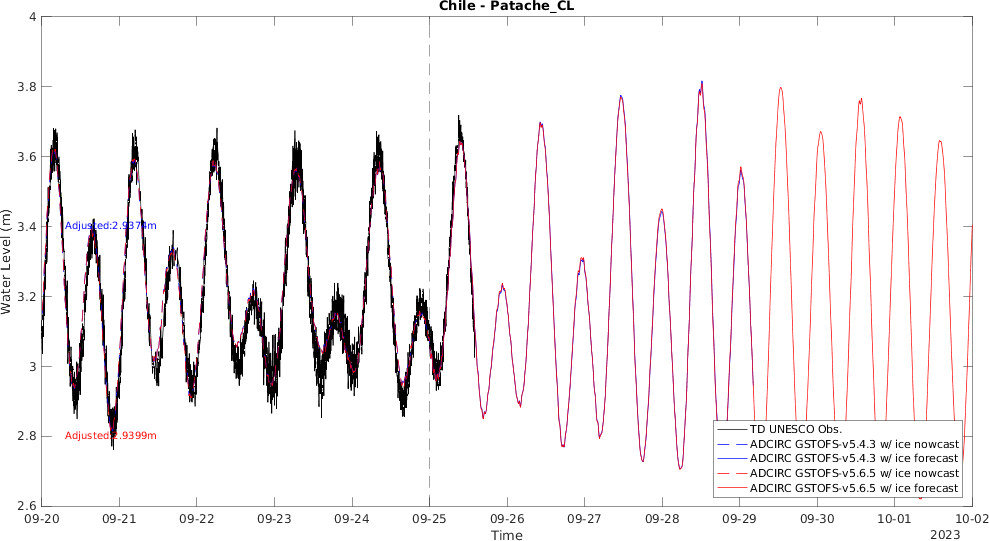 Chile - Patache_CL
4
3.8
3.6
3.4
3.2
3
2.8
2.6
Water Level (m)
Adjusted:2.9374m
Adjusted:2.9399m
TD UNESCO Obs.
ADCIRC GSTOFS-v5.4.3 w/ ice nowcast
ADCIRC GSTOFS-v5.4.3 w/ ice forecast
ADCIRC GSTOFS-v5.6.5 w/ ice nowcast
ADCIRC GSTOFS-v5.6.5 w/ ice forecast
09-20 09-21 09-22 09-23 09-24 09-25 09-26 09-27 09-28 09-29 09-30 10-01 10-02
Time
2023